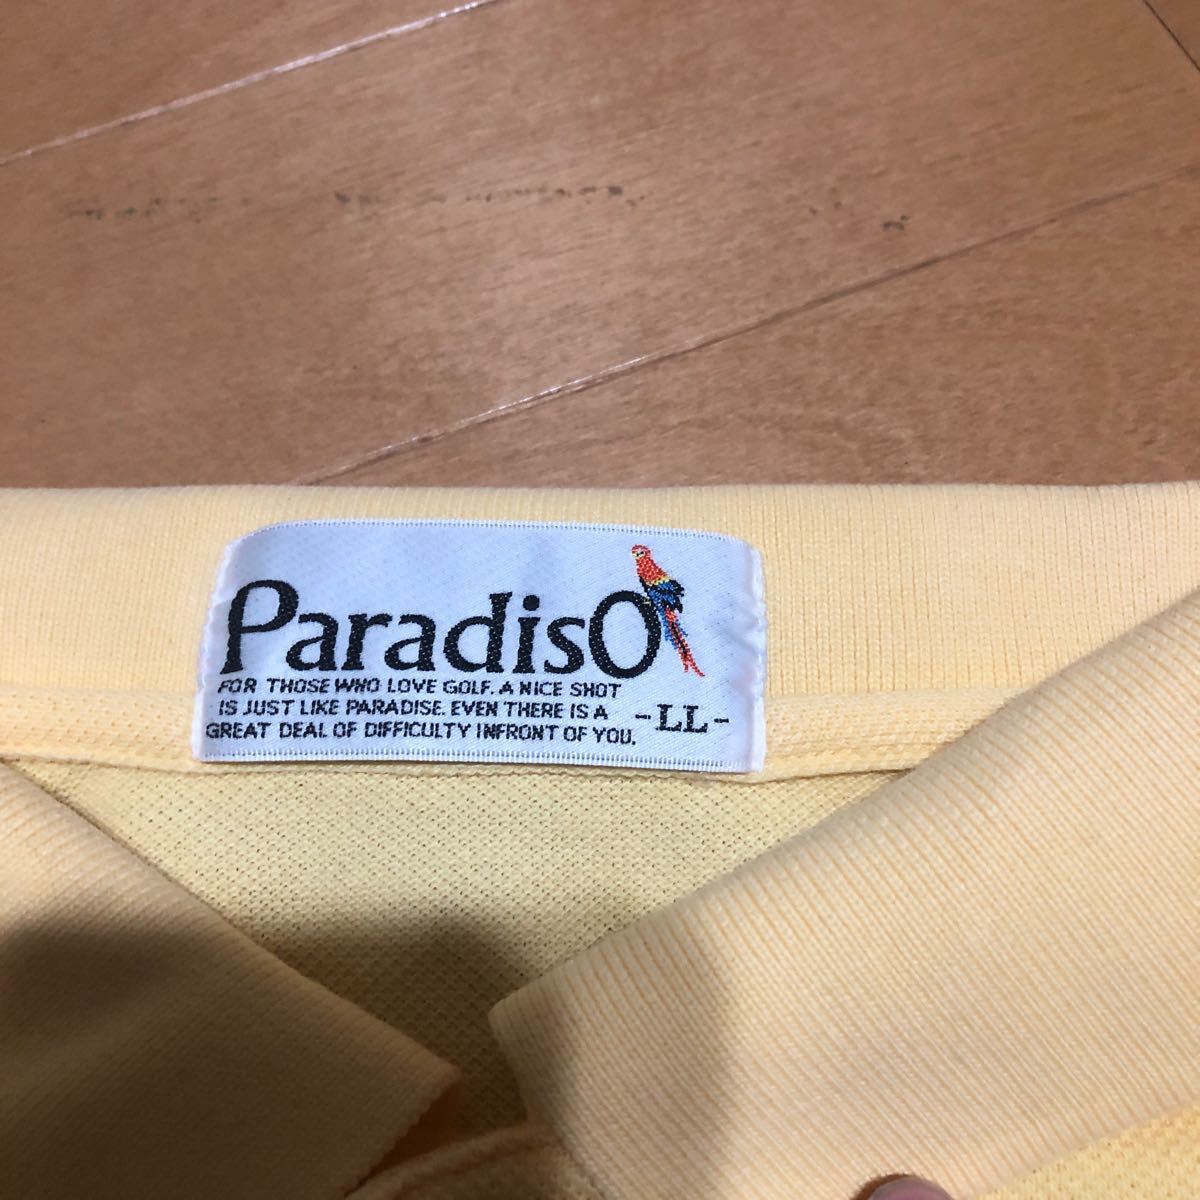 ParadisO
FOR THOSE WHO LOVE GOLF. A NICE SHOT
IS JUST LIKE PARADISE. EVEN THERE IS A
GREAT DEAL OF DIFFICULTY INFRONT OF YOU.
-LL-